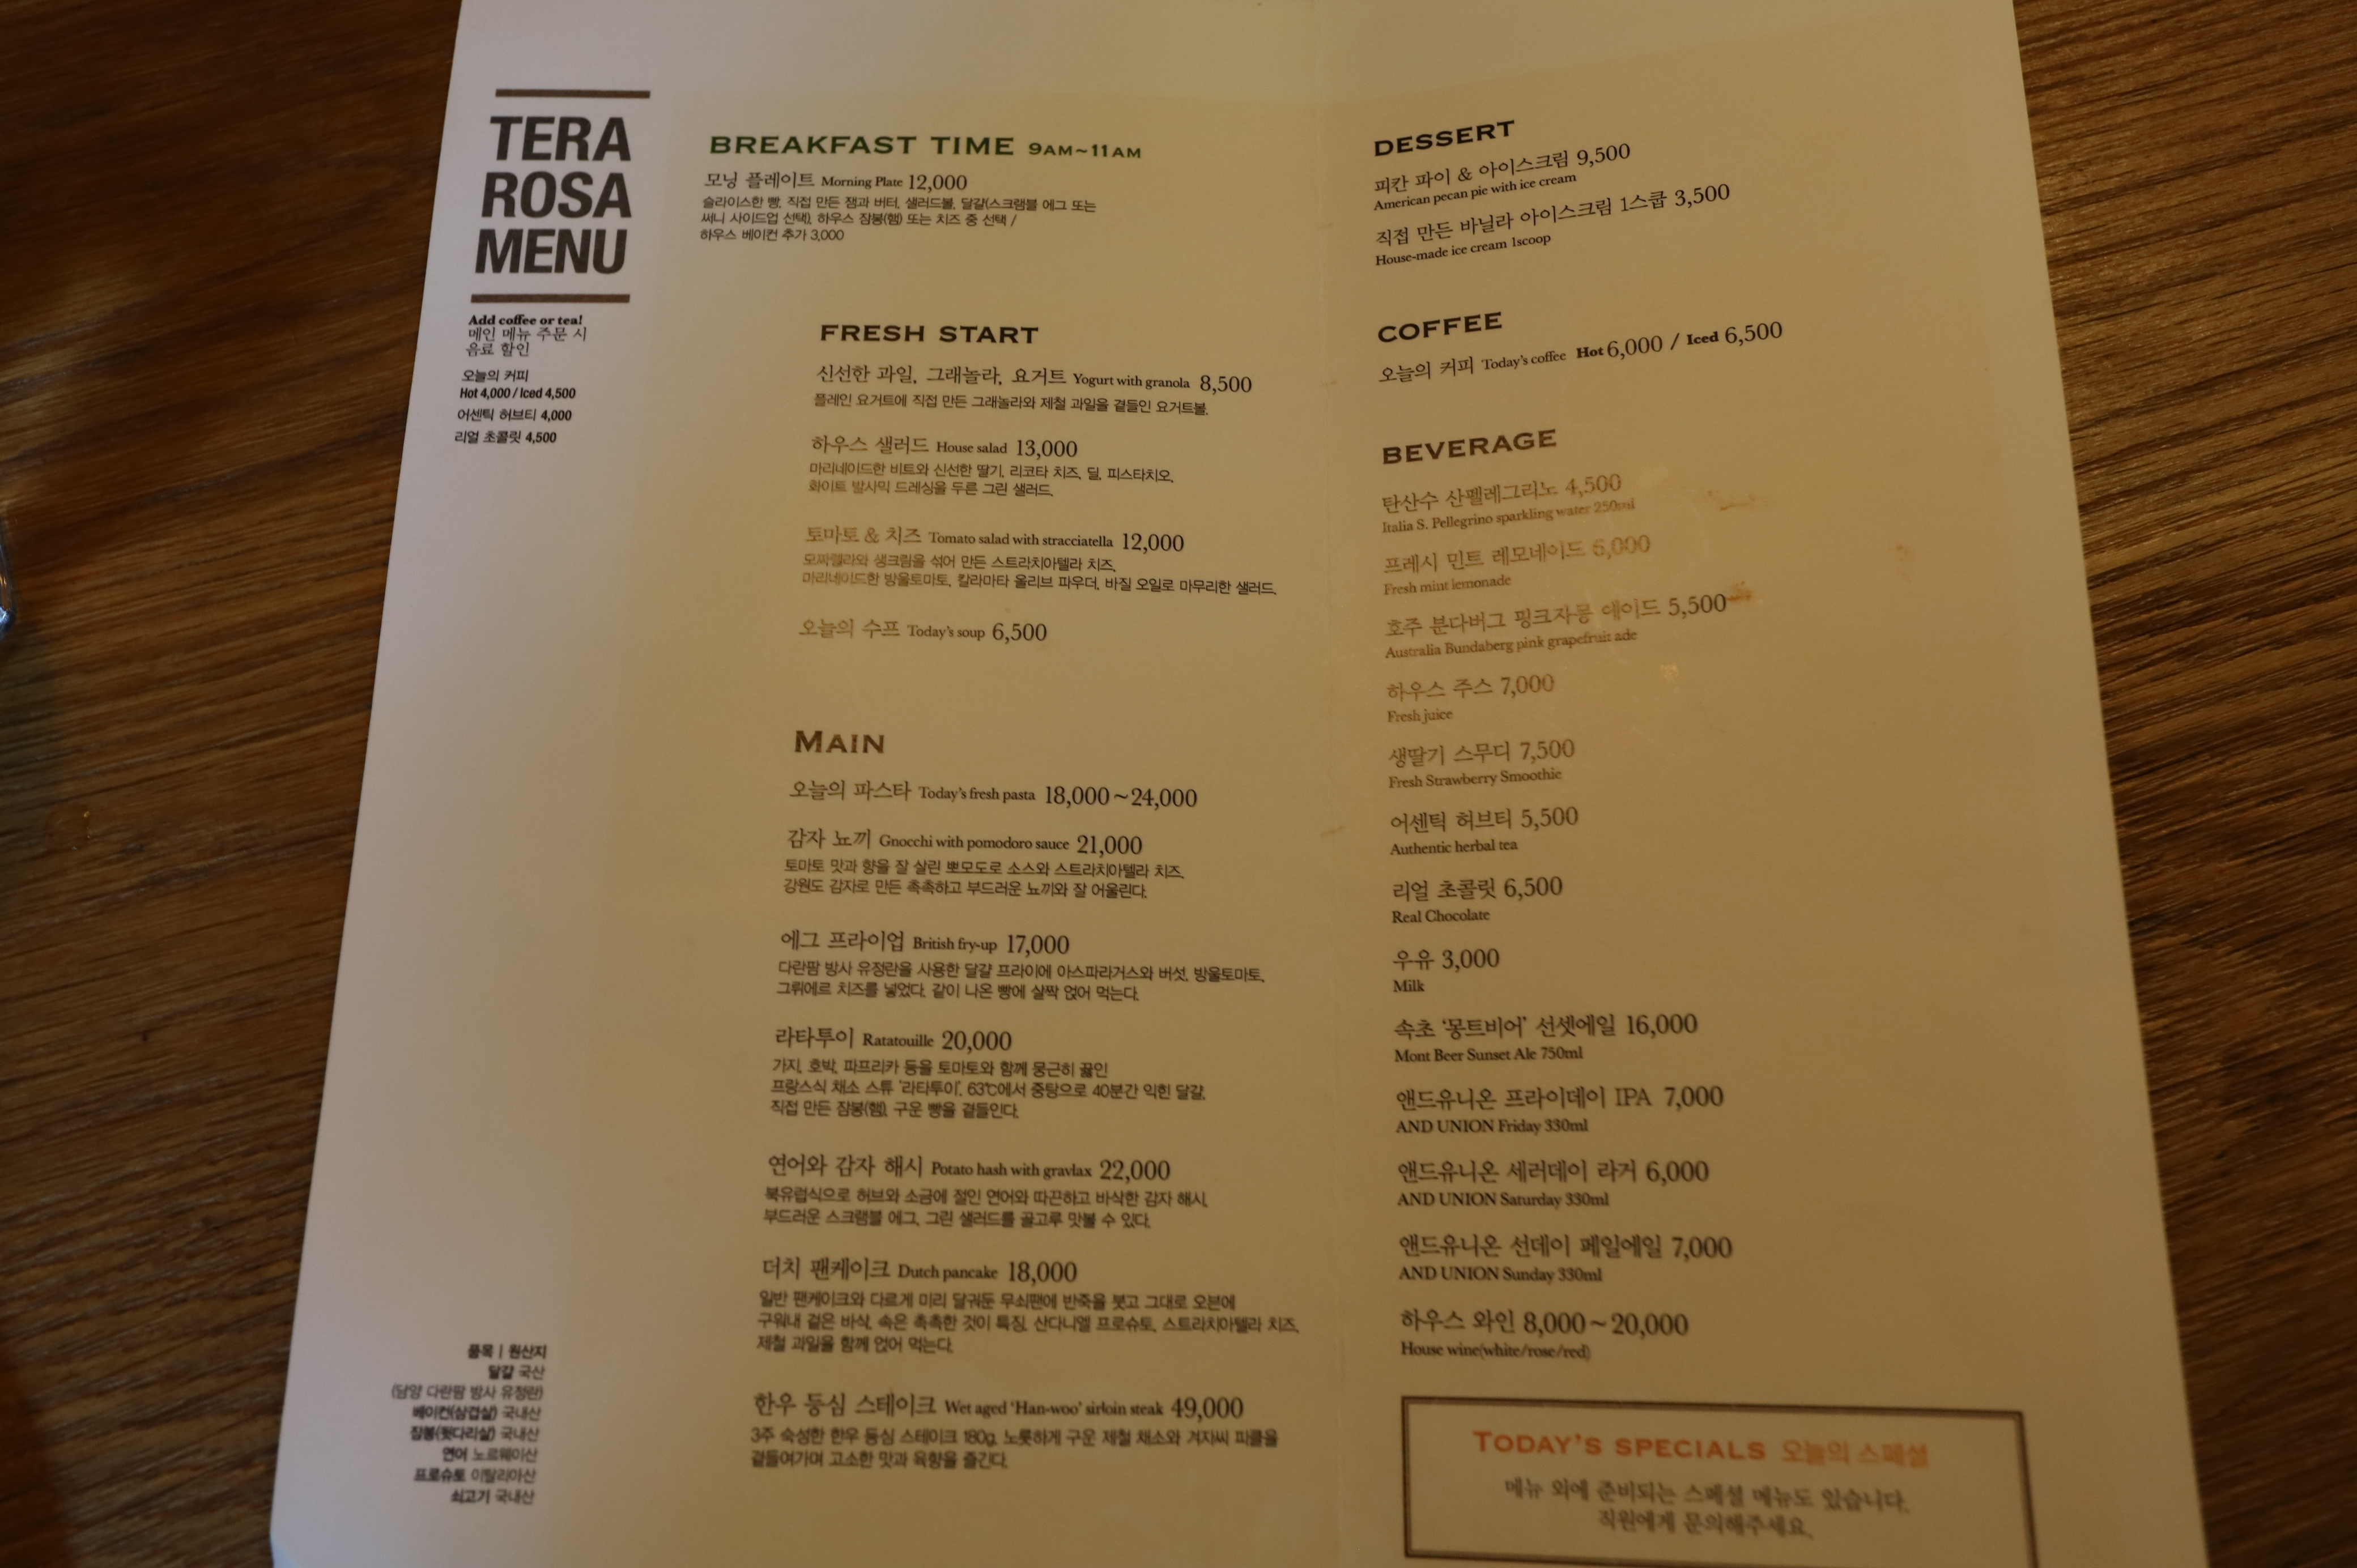 TERA
ROSA
MENU
Add coffee or tea!
메인 메뉴 주문 시
음료 할인
오늘의 커피
Hot 4,000 / Iced 4,500
어센틱 허브티 4,000
리얼 초콜릿 4,500
BREAKFAST TIME 9AM~11AM
모닝 플레이트 Morning Plate 12,000
슬라이스한 빵, 직접 만든 잼과 버터, 샐러드볼, 달걀(스크램블 에그 또는
써니 사이드업 선택), 하우스 잠봉(햄) 또는 치즈 중 선택 /
하우스 베이컨 추가 3,000
FRESH START
신선한 과일, 그래놀라, 요거트 Yogurt with granola 8,500
플레인 요거트에 직접 만든 그래놀라와 제철 과일을 곁들인 요거트볼.
하우스 샐러드 House salad 13,000
마리네이드한 비트와 신선한 딸기, 리코타 치즈, 딜, 피스타치오,
화이트 발사믹 드레싱을 두른 그린 샐러드.
토마토 & 치즈 Tomato salad with stracciatella 12,000
모짜렐라와 생크림을 섞어 만든 스트라치아텔라 치즈,
마리네이드한 방울토마토, 칼라마타 올리브 파우더, 바질 오일로 마무리한 샐러드.
오늘의 수프 Today's soup 6,500
MAIN
오늘의 파스타 Today's fresh pasta 18,000~24,000
감자 뇨끼 Gnocchi with pomodoro sauce 21,000
토마토 맛과 향을 잘 살린 뽀모도로 소스와 스트라치아텔라 치즈,
강원도 감자로 만든 촉촉하고 부드러운 뇨끼와 잘 어울린다.
에그 프라이업 British fry-up 17,000
다란팜 방사 유정란을 사용한 달걀 프라이에 아스파라거스와 버섯, 방울토마토,
그뤼에르 치즈를 넣었다. 같이 나온 빵에 살짝 얹어 먹는다.
라타투이 Ratatouille 20,000
가지, 호박, 파프리카 등을 토마토와 함께 뭉근히 끓인
프랑스식 채소 스튜 '라타투이'. 63℃에서 중탕으로 40분간 익힌 달걀,
직접 만든 잠봉(햄), 구운 빵을 곁들인다.
연어와 감자 해시 Potato hash with gravlax 22,000
북유럽식으로 허브와 소금에 절인 연어와 따끈하고 바삭한 감자 해시,
부드러운 스크램블 에그, 그린 샐러드를 골고루 맛볼 수 있다.
더치 팬케이크 Dutch pancake 18,000
일반 팬케이크와 다르게 미리 달궈둔 무쇠팬에 반죽을 붓고 그대로 오븐에
구워내 겉은 바삭, 속은 촉촉한 것이 특징. 산다니엘 프로슈토, 스트라치아텔라 치즈,
제철 과일을 함께 얹어 먹는다.
한우 등심 스테이크 Wet aged 'Han-woo' sirloin steak 49,000
3주 숙성한 한우 등심 스테이크 180g. 노릇하게 구운 제철 채소와 겨자씨 피클을
곁들여가며 고소한 맛과 육향을 즐긴다.
품목 | 원산지
달걀 국산
(담양 다란팜 방사 유정란)
베이컨(삼겹살) 국내산
잠봉(뒷다리살) 국내산
연어 노르웨이산
프로슈토 이탈리아산
쇠고기 국내산
DESSERT
피칸 파이 & 아이스크림 9,500
American pecan pie with ice cream
직접 만든 바닐라 아이스크림 1스쿱 3,500
House-made ice cream 1scoop
COFFEE
오늘의 커피 Today's coffee Hot 6,000 / Iced 6,500
BEVERAGE
탄산수 산펠레그리노 4,500
Italia S. Pellegrino sparkling water 250ml
프레시 민트 레모네이드 6,000
Fresh mint lemonade
호주 분다버그 핑크자몽 에이드 5,500
Australia Bundaberg pink grapefruit ade
하우스 주스 7,000
Fresh juice
생딸기 스무디 7,500
Fresh Strawberry Smoothie
어센틱 허브티 5,500
Authentic herbal tea
리얼 초콜릿 6,500
Real Chocolate
우유 3,000
Milk
속초 '몽트비어' 선셋에일 16,000
Mont Beer Sunset Ale 750ml
앤드유니온 프라이데이 IPA 7,000
AND UNION Friday 330ml
앤드유니온 세러데이 라거 6,000
AND UNION Saturday 330ml
앤드유니온 선데이 페일에일 7,000
AND UNION Sunday 330ml
하우스 와인 8,000~20,000
House wine(white/rose/red)
TODAY'S SPECIALS 오늘의 스페셜
메뉴 외에 준비되는 스페셜 메뉴도 있습니다.
직원에게 문의해주세요.